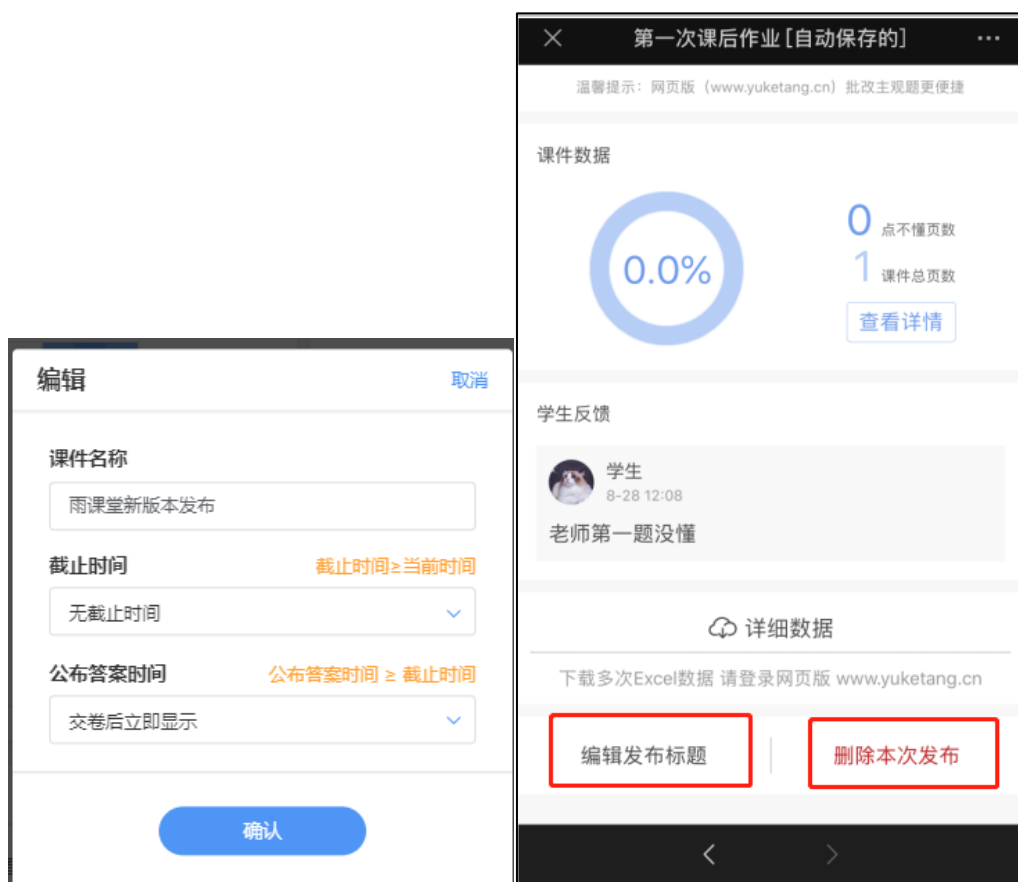 编辑
取消
课件名称
雨课堂新版本发布
截止时间
截止时间≥当前时间
无截止时间
公布答案时间
公布答案时间 ≥ 截止时间
交卷后立即显示
确认
第一次课后作业[自动保存的]
温馨提示：网页版（www.yuketang.cn）批改主观题更便捷
课件数据
0.0%
0 点不懂页数
1 课件总页数
查看详情
学生反馈
学生
8-28 12:08
老师第一题没懂
详细数据
下载多次Excel数据 请登录网页版 www.yuketang.cn
编辑发布标题
删除本次发布